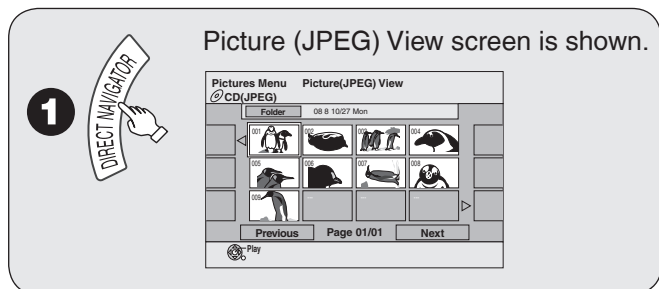 Picture (JPEG) View screen is shown.
1
DIRECT NAVIGATOR
Pictures Menu Picture(JPEG) View
CD(JPEG)
Folder 08 8 10/27 Mon
001 002 003 004
005 006 007 008
009 -- -- --
Previous Page 01/01 Next
Play